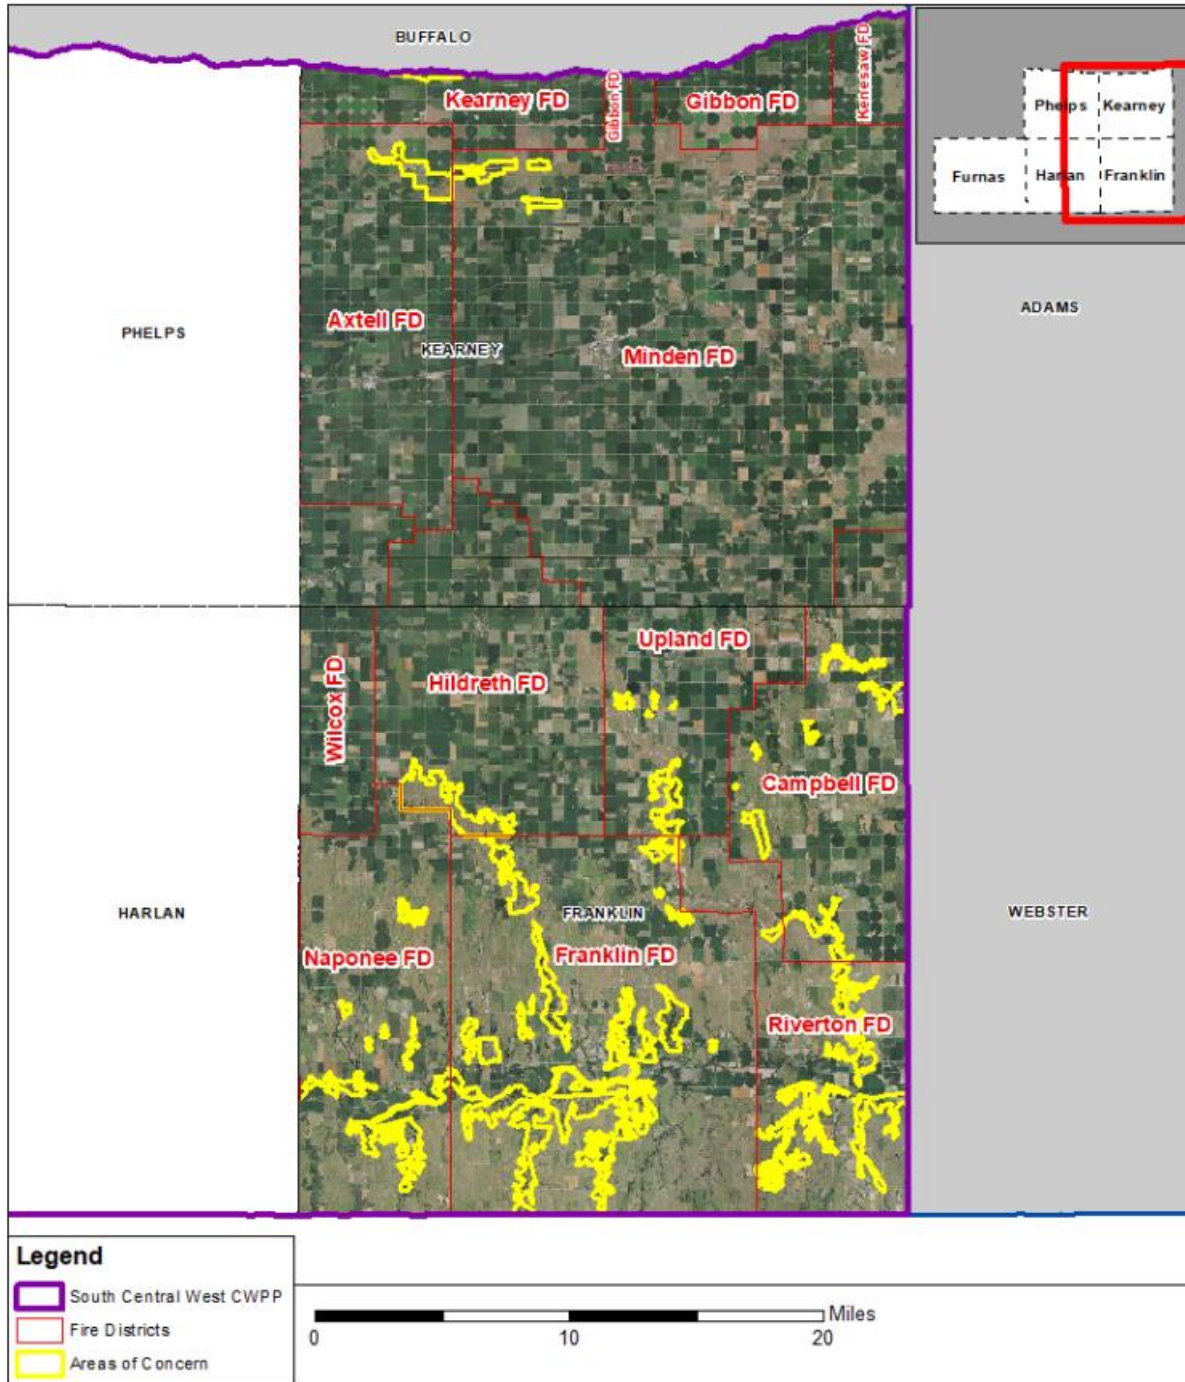 BUFFALO
Kearney FD
Gibbon FD
Gibbon FD
Kenesaw FD
Phelps
Kearney
Furnas
Harlan
Franklin
PHELPS
Axtell FD
KEARNEY
Minden FD
ADAMS
Wilcox FD
Hildreth FD
Upland FD
Campbell FD
HARLAN
FRANKLIN
WEBSTER
Naponee FD
Franklin FD
Riverton FD
Legend
South Central West CWPP
Fire Districts
Areas of Concern
0
10
20
Miles